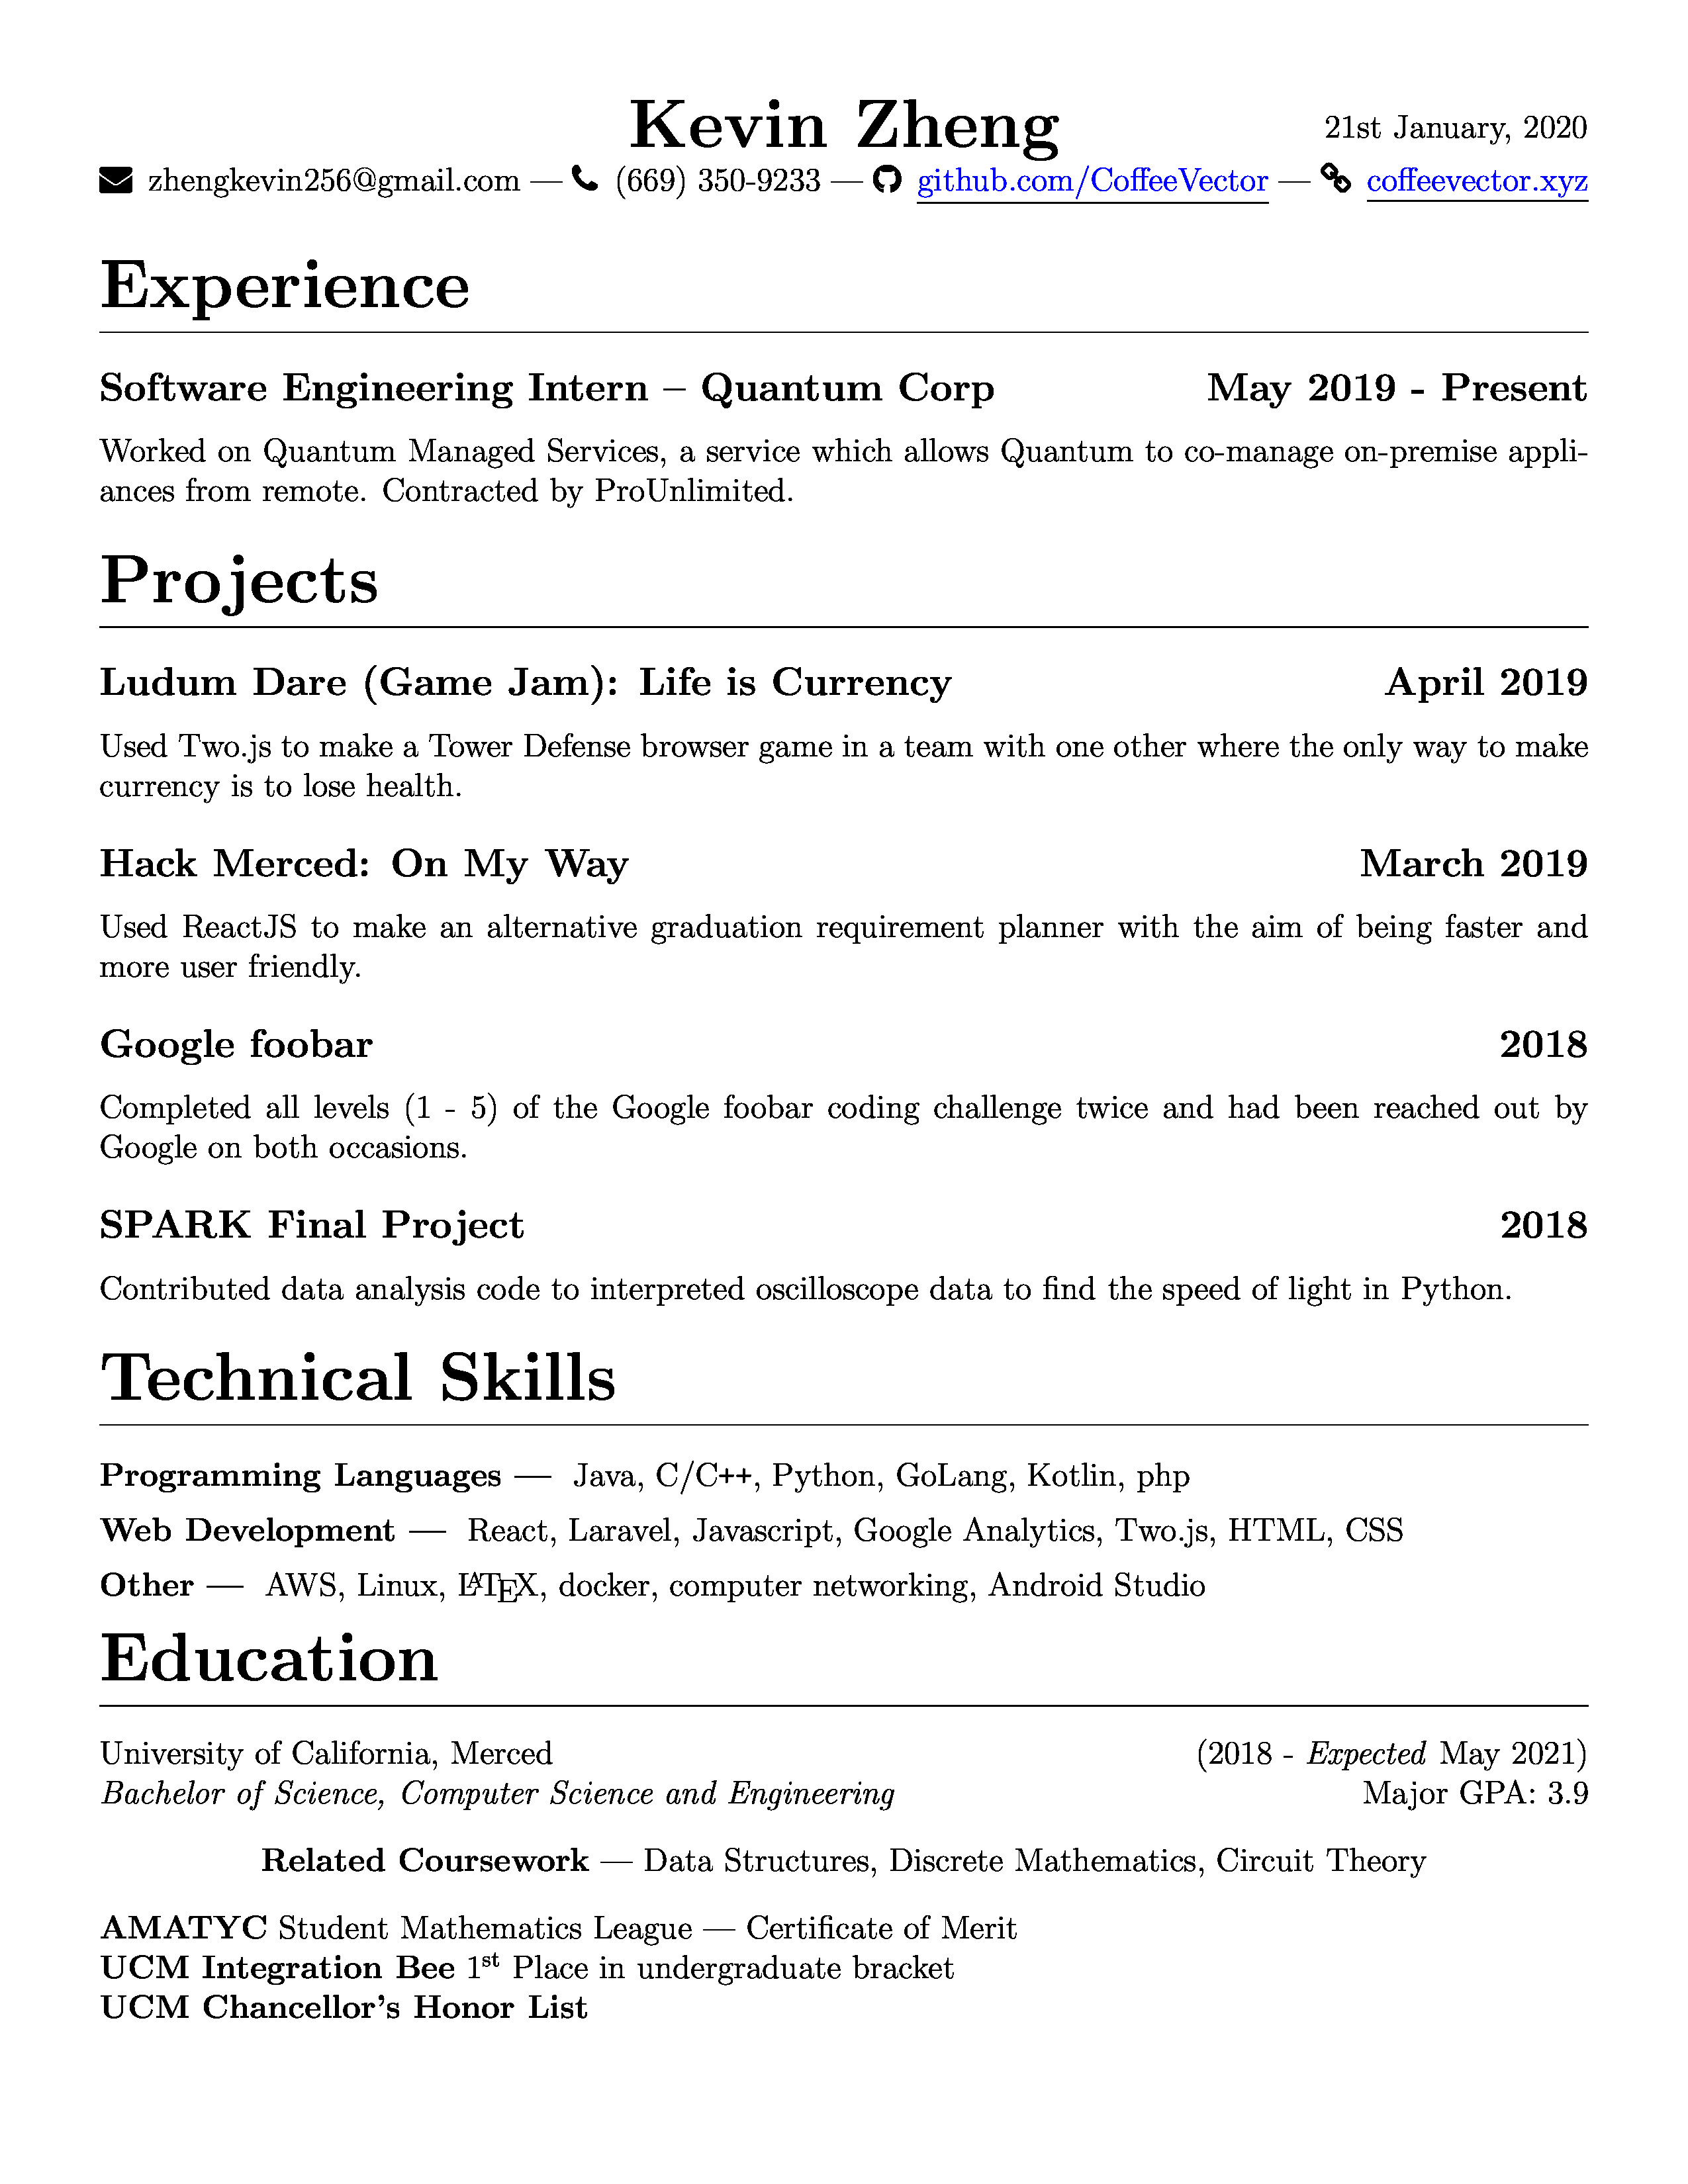 Kevin Zheng
21st January, 2020
zhengkevin256@gmail.com — (669) 350-9233 — github.com/CoffeeVector — coffeevector.xyz
Experience
Software Engineering Intern – Quantum Corp May 2019 - Present
Worked on Quantum Managed Services, a service which allows Quantum to co-manage on-premise appli-
ances from remote. Contracted by ProUnlimited.
Projects
Ludum Dare (Game Jam): Life is Currency April 2019
Used Two.js to make a Tower Defense browser game in a team with one other where the only way to make
currency is to lose health.
Hack Merced: On My Way March 2019
Used ReactJS to make an alternative graduation requirement planner with the aim of being faster and
more user friendly.
Google foobar 2018
Completed all levels (1 - 5) of the Google foobar coding challenge twice and had been reached out by
Google on both occasions.
SPARK Final Project 2018
Contributed data analysis code to interpreted oscilloscope data to find the speed of light in Python.
Technical Skills
Programming Languages — Java, C/C++, Python, GoLang, Kotlin, php
Web Development — React, Laravel, Javascript, Google Analytics, Two.js, HTML, CSS
Other — AWS, Linux, LATEX, docker, computer networking, Android Studio
Education
University of California, Merced (2018 - Expected May 2021)
Bachelor of Science, Computer Science and Engineering Major GPA: 3.9
Related Coursework — Data Structures, Discrete Mathematics, Circuit Theory
AMATYC Student Mathematics League — Certificate of Merit
UCM Integration Bee 1st Place in undergraduate bracket
UCM Chancellor's Honor List